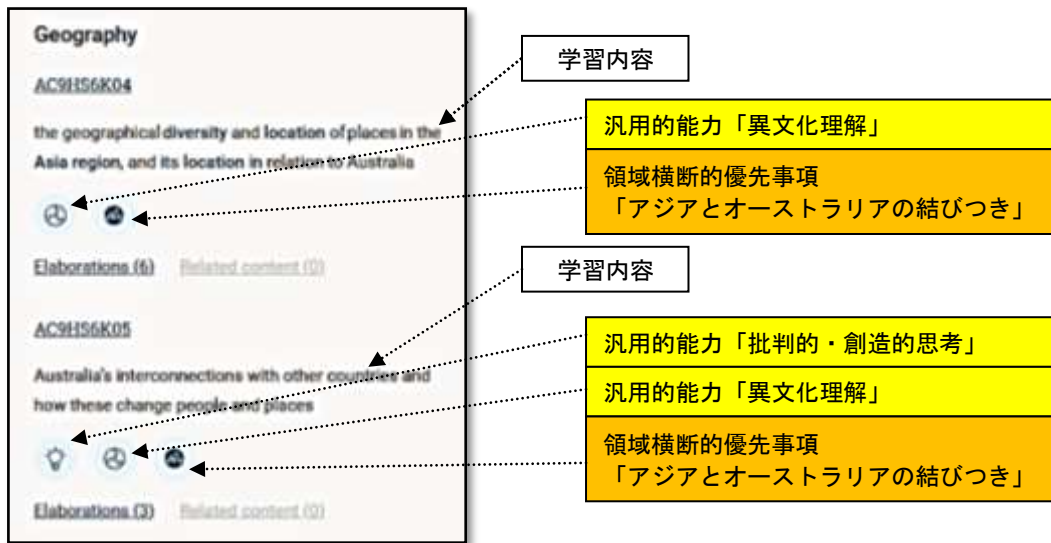 Geography
AC9HS6K04
the geographical diversity and location of places in the
Asia region, and its location in relation to Australia
Elaborations (6) Related content (0)
AC9HS6K05
Australia's interconnections with other countries and
how these change people and places
Elaborations (3) Related content (0)
学習内容
汎用的能力「異文化理解」
領域横断的優先事項
「アジアとオーストラリアの結びつき」
学習内容
汎用的能力「批判的・創造的思考」
汎用的能力「異文化理解」
領域横断的優先事項
「アジアとオーストラリアの結びつき」